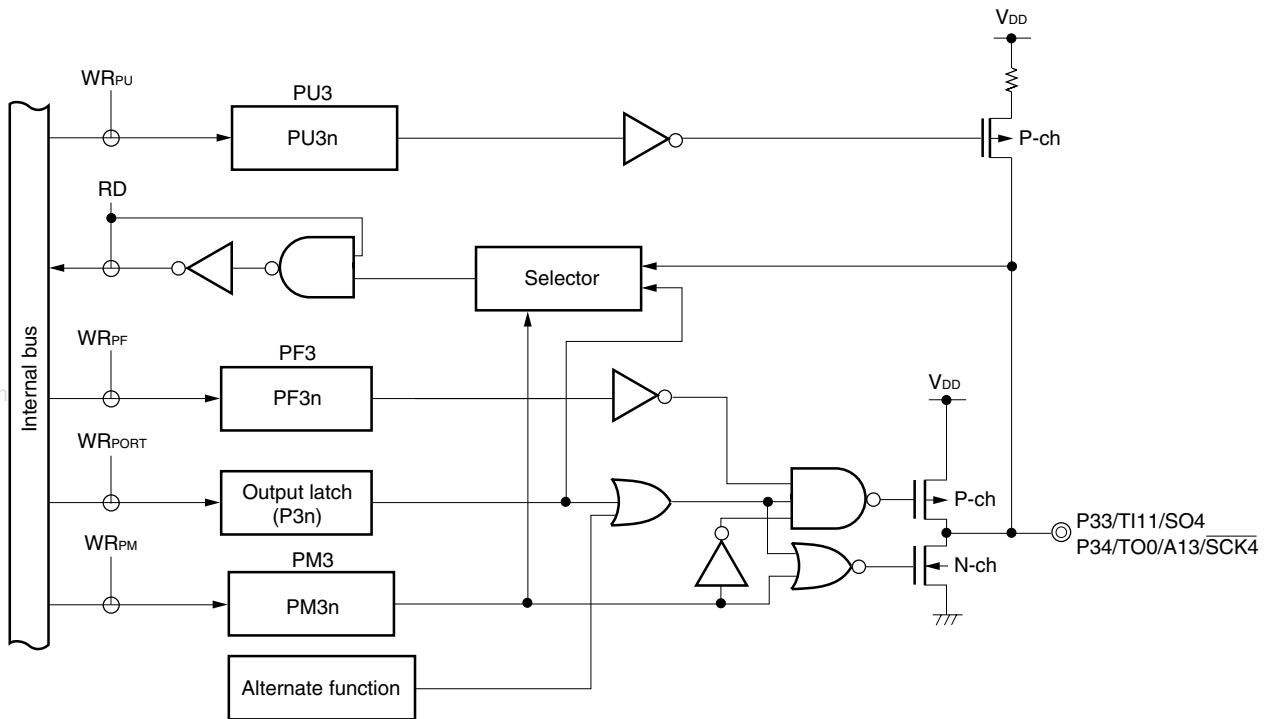 VDD
WRPU
PU3
PU3n
P-ch
RD
Selector
Internal bus
WRPF
PF3
PF3n
VDD
WRPORT
Output latch
(P3n)
P-ch
P33/TI11/SO4
P34/TO0/A13/S̅C̅K̅4̅
WRPM
PM3
PM3n
N-ch
Alternate function